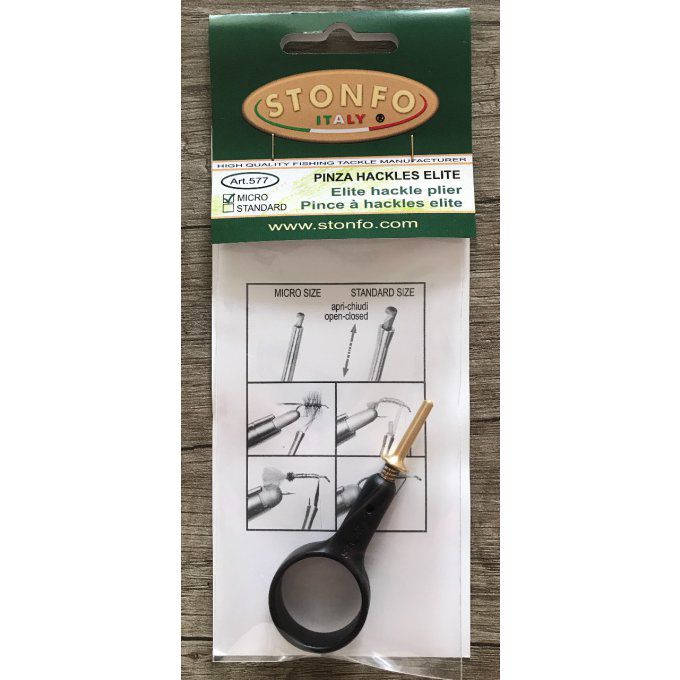 STONFO
ITALY ®
HIGH QUALITY FISHING TACKLE MANUFACTURER
Art.577
MICRO
STANDARD
PINZA HACKLES ELITE
Elite hackle plier
Pince à hackles elite
www.stonfo.com
MICRO SIZE
STANDARD SIZE
apri-chiudi
open-closed